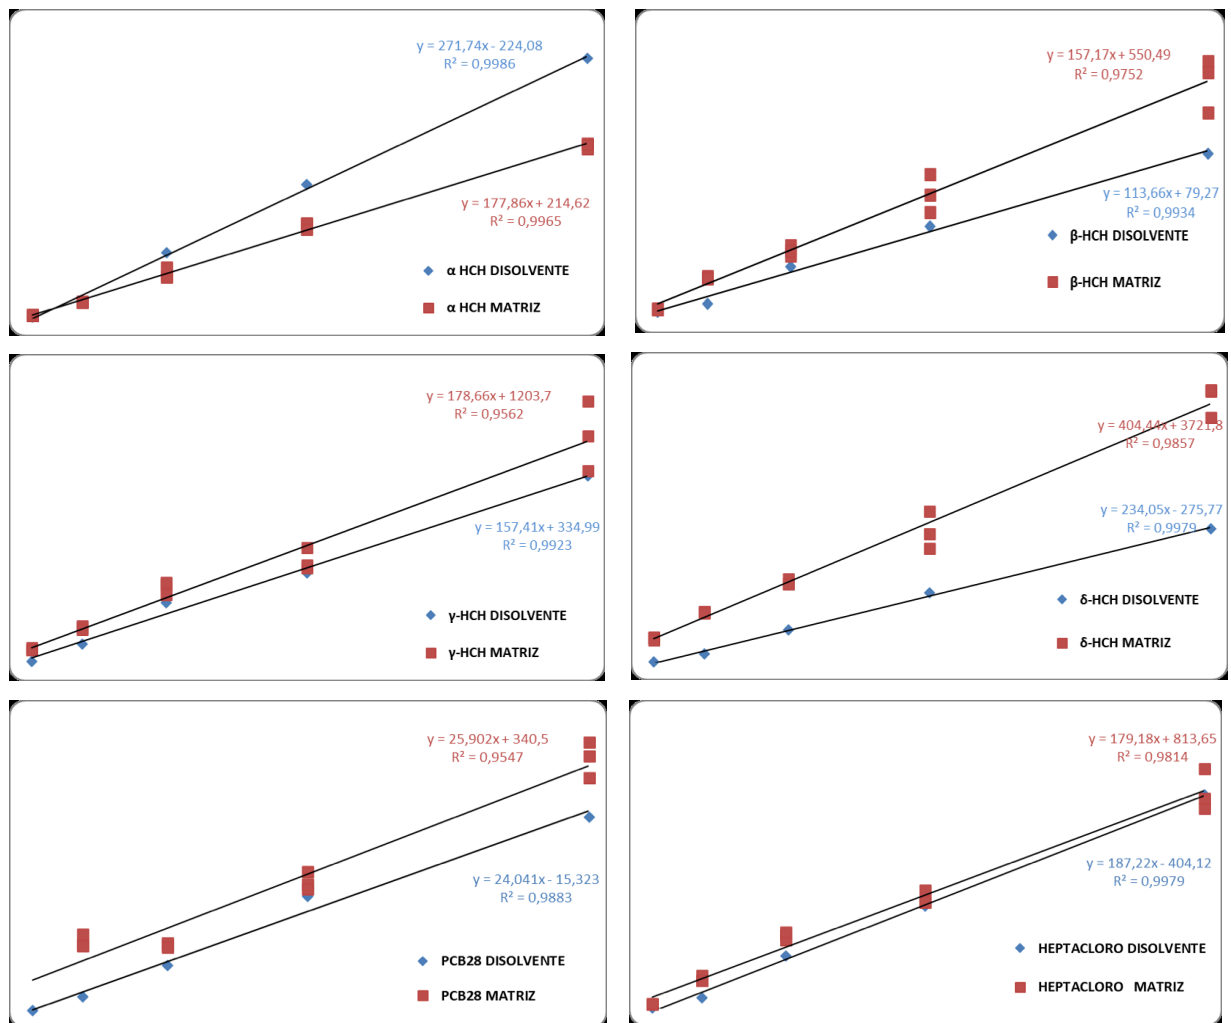 y = 271,74x - 224,08
R² = 0,9986
y = 177,86x + 214,62
R² = 0,9965
α HCH DISOLVENTE
α HCH MATRIZ
y = 157,17x + 550,49
R² = 0,9752
y = 113,66x + 79,27
R² = 0,9934
β-HCH DISOLVENTE
β-HCH MATRIZ
y = 178,66x + 1203,7
R² = 0,9562
y = 157,41x + 334,99
R² = 0,9923
γ-HCH DISOLVENTE
γ-HCH MATRIZ
y = 404,44x + 3721,8
R² = 0,9857
y = 234,05x - 275,77
R² = 0,9979
δ-HCH DISOLVENTE
δ-HCH MATRIZ
y = 25,902x + 340,5
R² = 0,9547
y = 24,041x - 15,323
R² = 0,9883
PCB28 DISOLVENTE
PCB28 MATRIZ
y = 179,18x + 813,65
R² = 0,9814
y = 187,22x - 404,12
R² = 0,9979
HEPTACLORO DISOLVENTE
HEPTACLORO MATRIZ